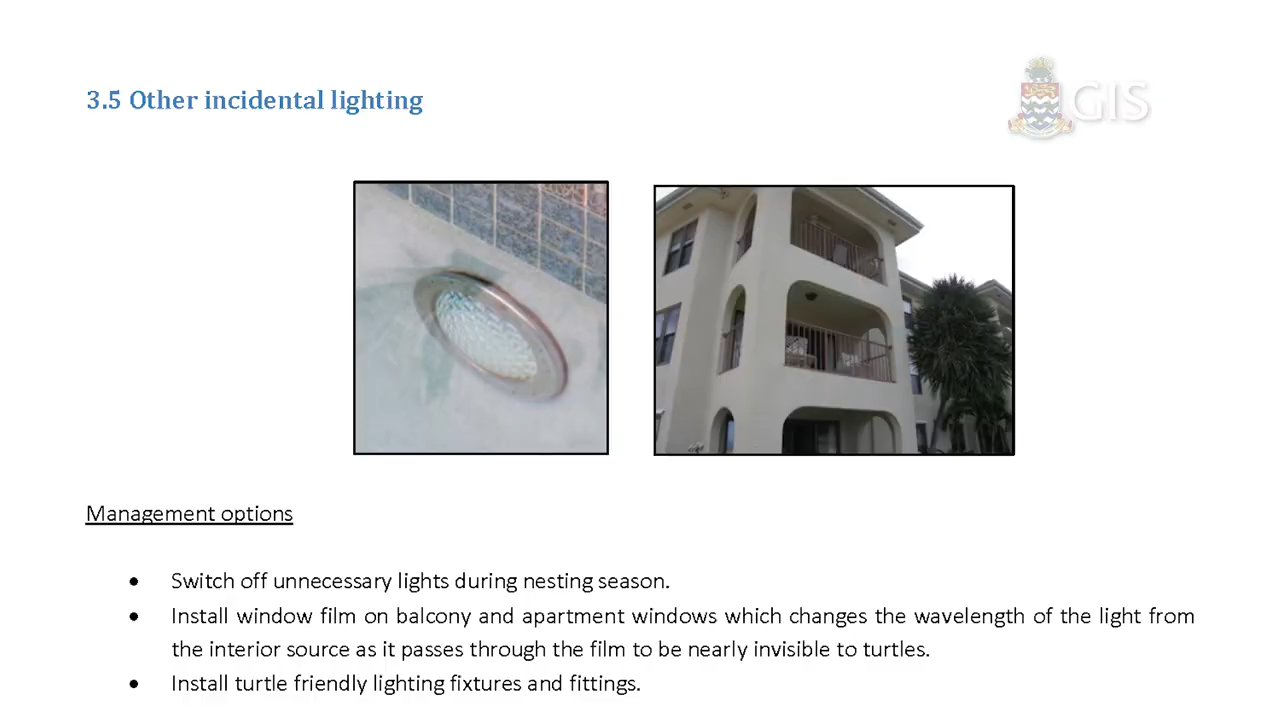 3.5 Other incidental lighting
GIS
Management options
• Switch off unnecessary lights during nesting season.
• Install window film on balcony and apartment windows which changes the wavelength of the light from
the interior source as it passes through the film to be nearly invisible to turtles.
• Install turtle friendly lighting fixtures and fittings.